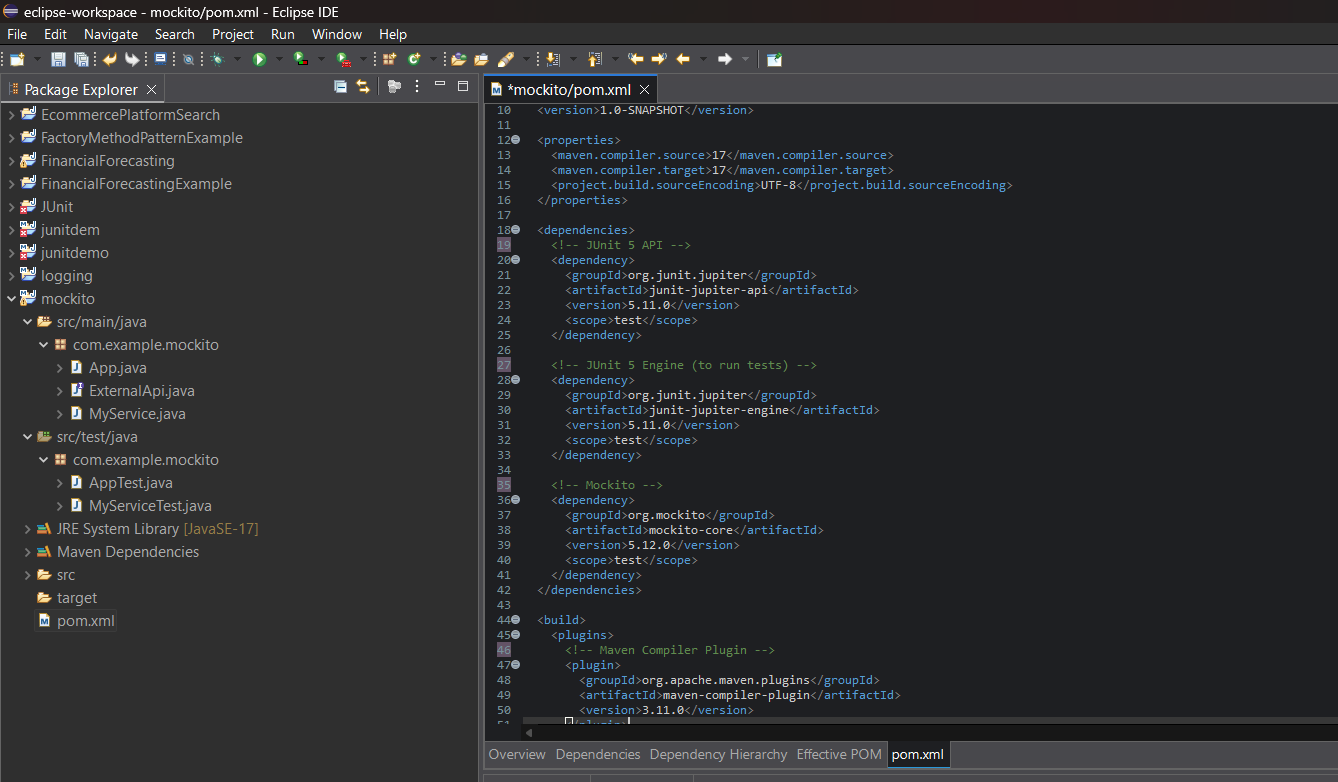 eclipse-workspace - mockito/pom.xml - Eclipse IDE
File Edit Navigate Search Project Run Window Help
Package Explorer
EcommercePlatformSearch
FactoryMethodPatternExample
FinancialForecasting
FinancialForecastingExample
JUnit
junitdem
junitdemo
logging
mockito
src/main/java
com.example.mockito
App.java
ExternalApi.java
MyService.java
src/test/java
com.example.mockito
AppTest.java
MyServiceTest.java
JRE System Library [JavaSE-17]
Maven Dependencies
src
target
pom.xml
*mockito/pom.xml
10 <version>1.0-SNAPSHOT</version>
11
12 <properties>
13 <maven.compiler.source>17</maven.compiler.source>
14 <maven.compiler.target>17</maven.compiler.target>
15 <project.build.sourceEncoding>UTF-8</project.build.sourceEncoding>
16 </properties>
17
18 <dependencies>
19 <!-- JUnit 5 API -->
20 <dependency>
21 <groupId>org.junit.jupiter</groupId>
22 <artifactId>junit-jupiter-api</artifactId>
23 <version>5.11.0</version>
24 <scope>test</scope>
25 </dependency>
26
27 <!-- JUnit 5 Engine (to run tests) -->
28 <dependency>
29 <groupId>org.junit.jupiter</groupId>
30 <artifactId>junit-jupiter-engine</artifactId>
31 <version>5.11.0</version>
32 <scope>test</scope>
33 </dependency>
34
35 <!-- Mockito -->
36 <dependency>
37 <groupId>org.mockito</groupId>
38 <artifactId>mockito-core</artifactId>
39 <version>5.12.0</version>
40 <scope>test</scope>
41 </dependency>
42 </dependencies>
43
44 <build>
45 <plugins>
46 <!-- Maven Compiler Plugin -->
47 <plugin>
48 <groupId>org.apache.maven.plugins</groupId>
49 <artifactId>maven-compiler-plugin</artifactId>
50 <version>3.11.0</version>
51 </plugin>
Overview Dependencies Dependency Hierarchy Effective POM pom.xml